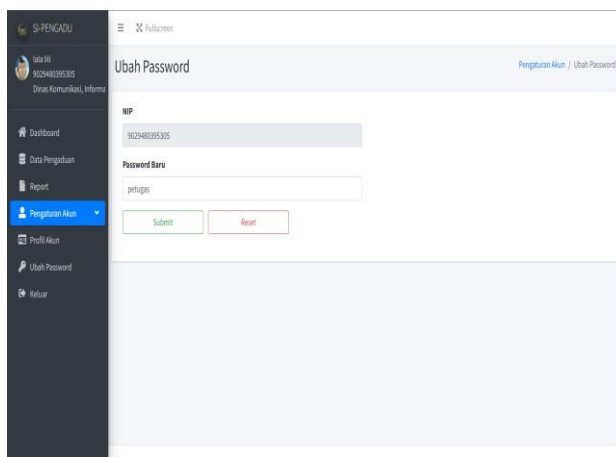 SI-PENGADU
Fullscreen
lala lili
9029480395305
Dinas Komunikasi, Informa
Ubah Password
Pengaturan Akun / Ubah Password
Dashboard
Data Pengaduan
Report
Pengaturan Akun
Profil Akun
Ubah Password
Keluar
NIP
9029480395305
Password Baru
petugas
Submit
Reset